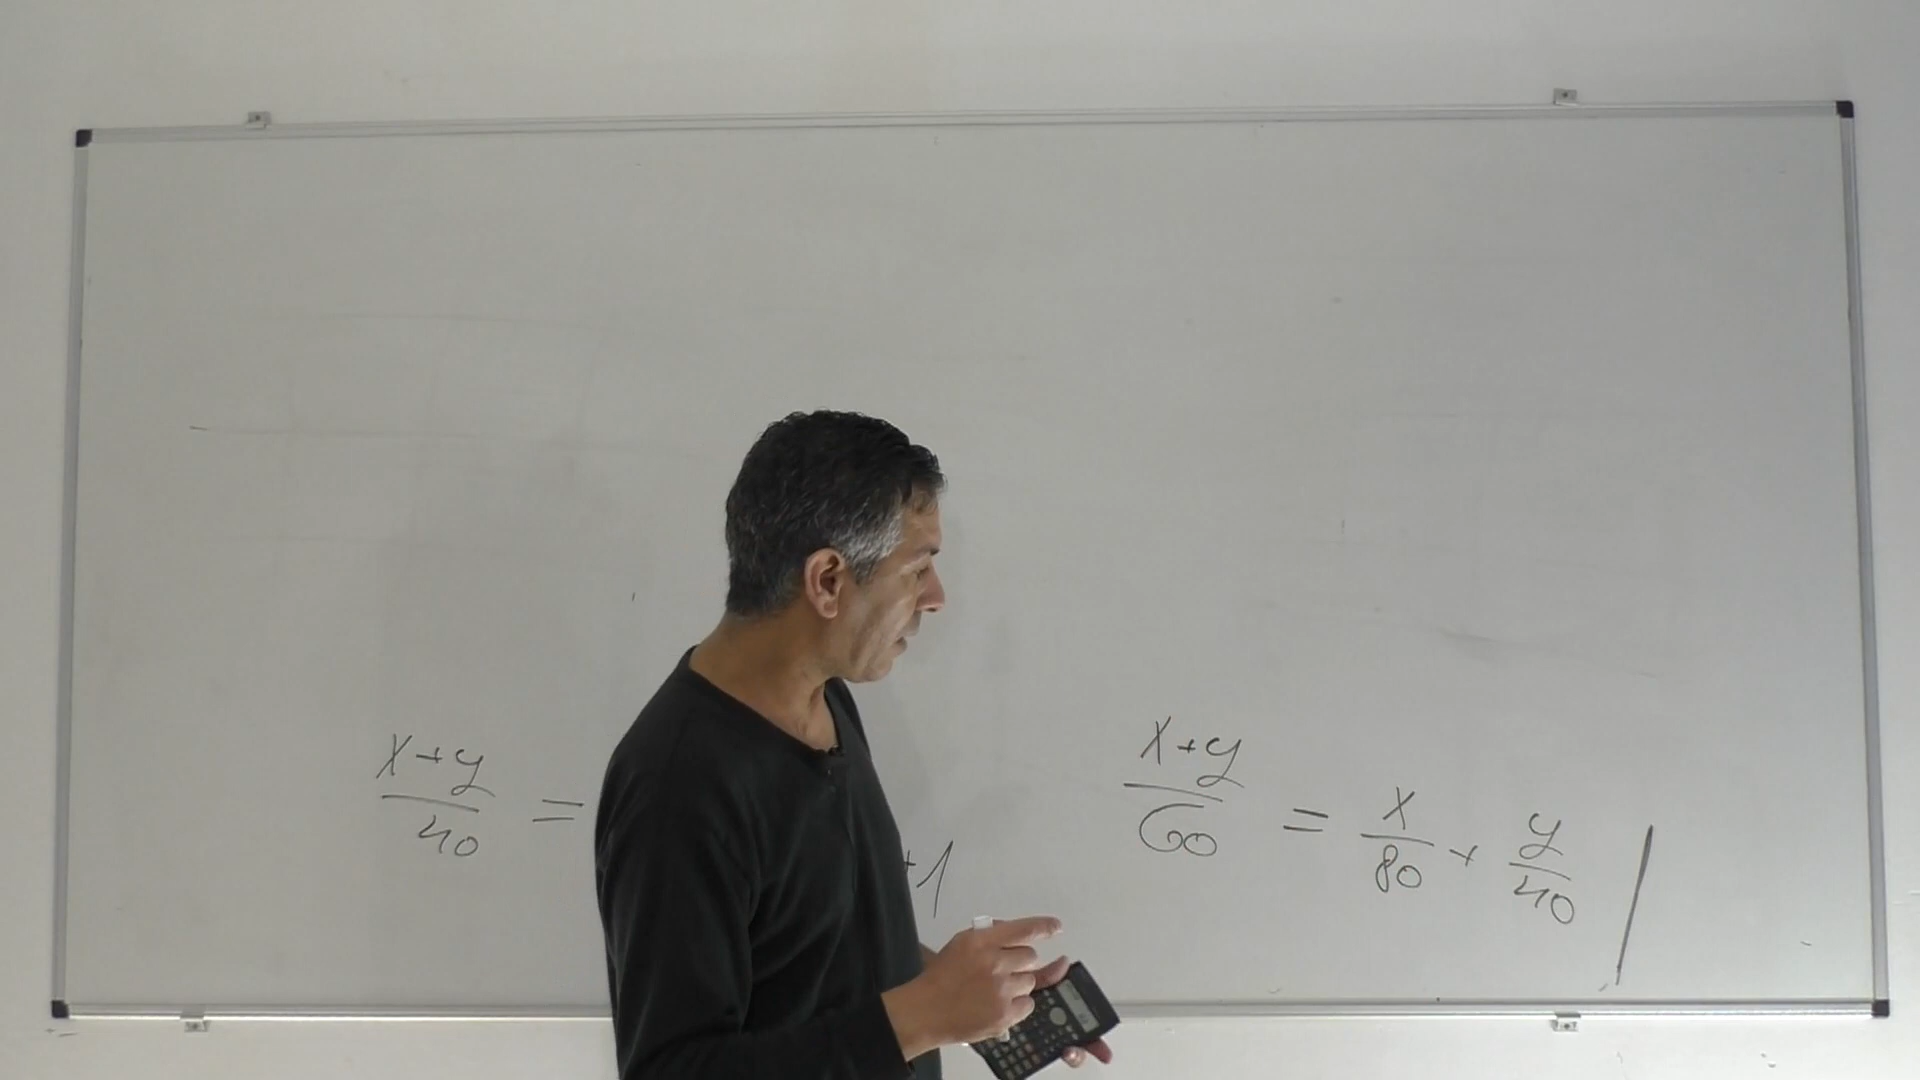 x+y/40 = +1
x+y/60 = x/80 + y/40 |